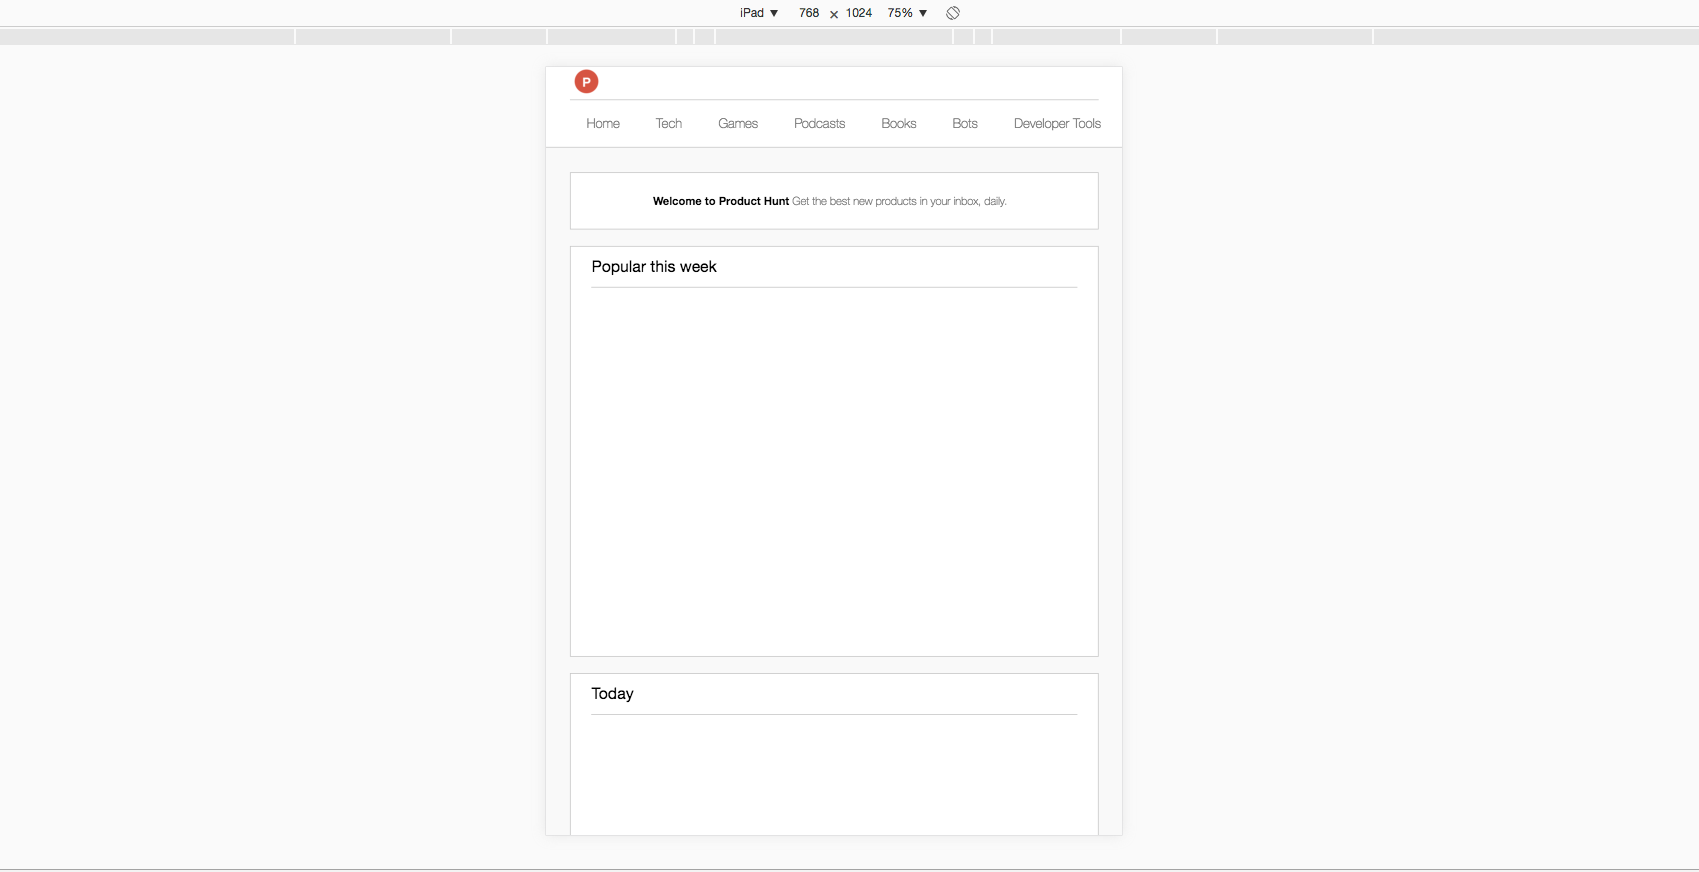 iPad ▼ 768 × 1024 75% ▼
P
Home Tech Games Podcasts Books Bots Developer Tools
Welcome to Product Hunt Get the best new products in your inbox, daily.
Popular this week
Today